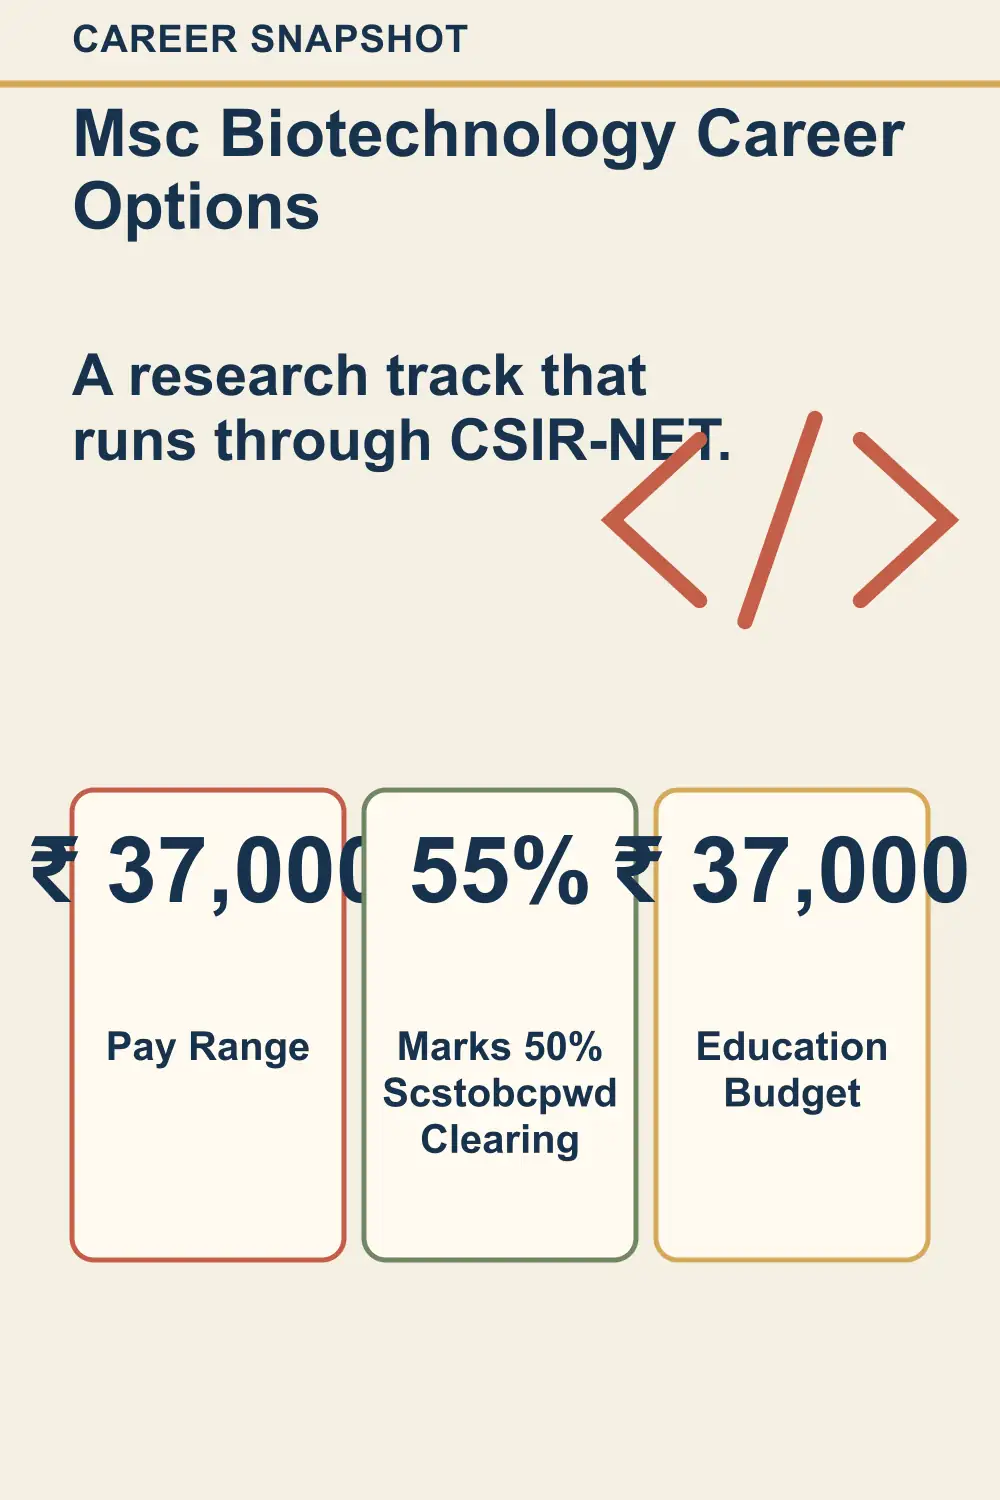 CAREER SNAPSHOT
Msc Biotechnology Career
Options
A research track that
runs through CSIR-NET.
</>
₹ 37,000
55%
₹ 37,000
Pay Range
Marks 50%
Scstobcpwd
Clearing
Education
Budget